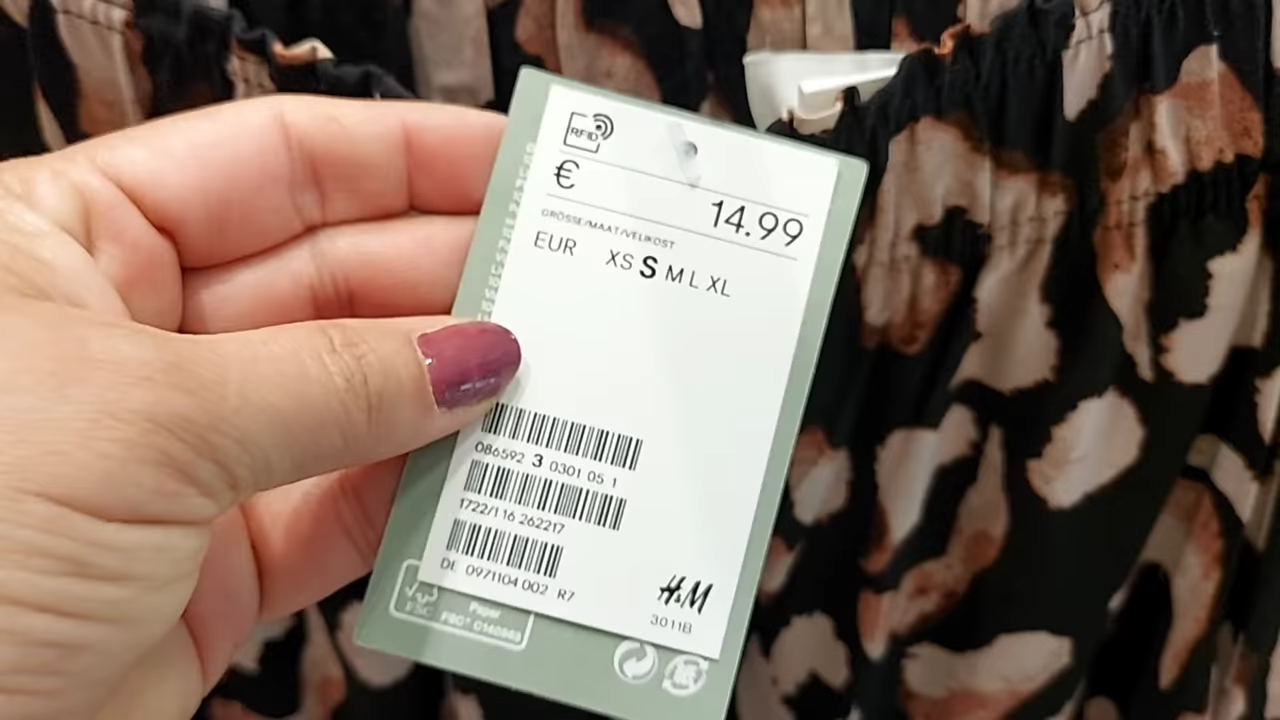 RFID
€
14.99
GRÖSSE/MAAT/VELIKOST
EUR XS S M L XL
086592 3 0301 05 1
1722/116 262217
DE 0971104 002 R7
H&M
3011B
FSC
Paper